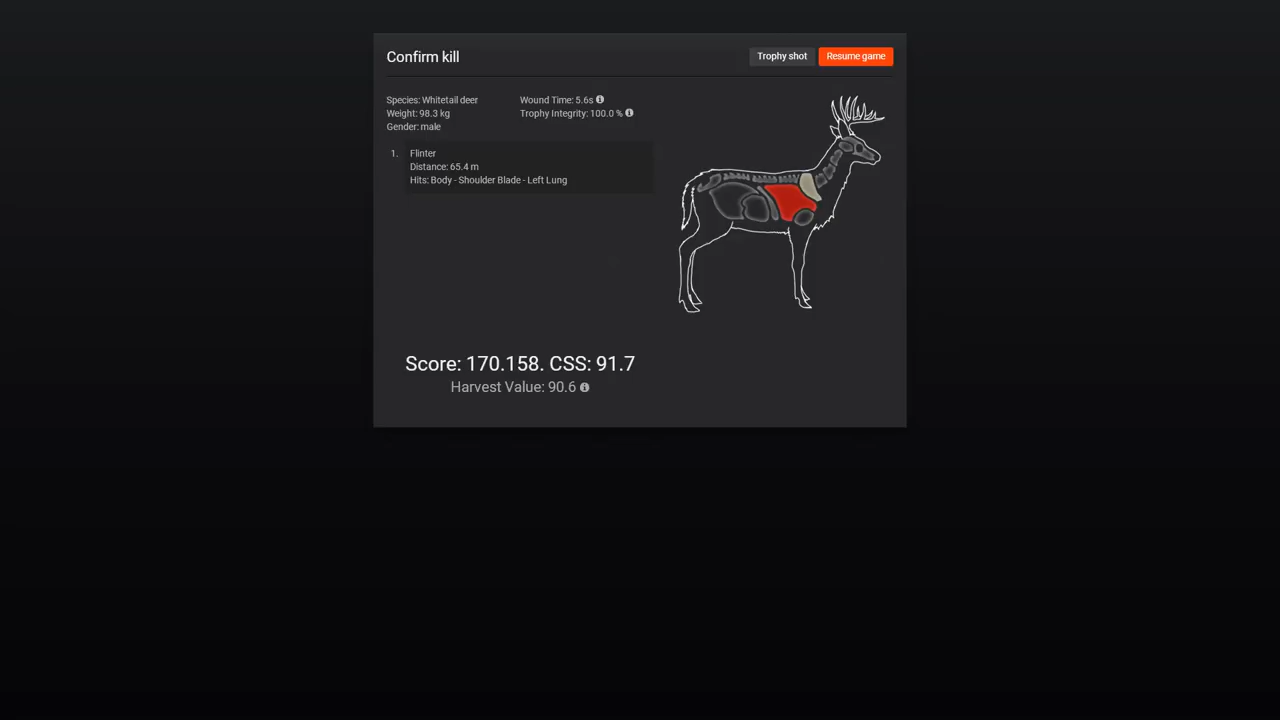 Confirm kill
Trophy shot
Resume game
Species: Whitetail deer
Weight: 98.3 kg
Gender: male
Wound Time: 5.6s
Trophy Integrity: 100.0 %
1. Flinter
Distance: 65.4 m
Hits: Body - Shoulder Blade - Left Lung
Score: 170.158. CSS: 91.7
Harvest Value: 90.6